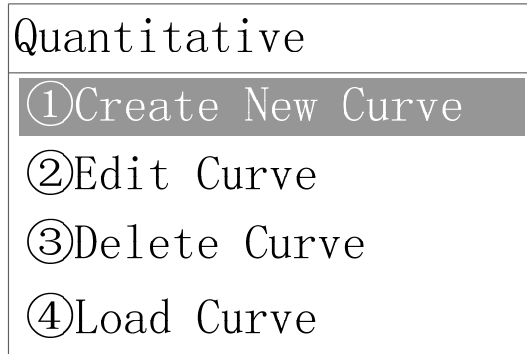 Quantitative
①Create New Curve
②Edit Curve
③Delete Curve
④Load Curve